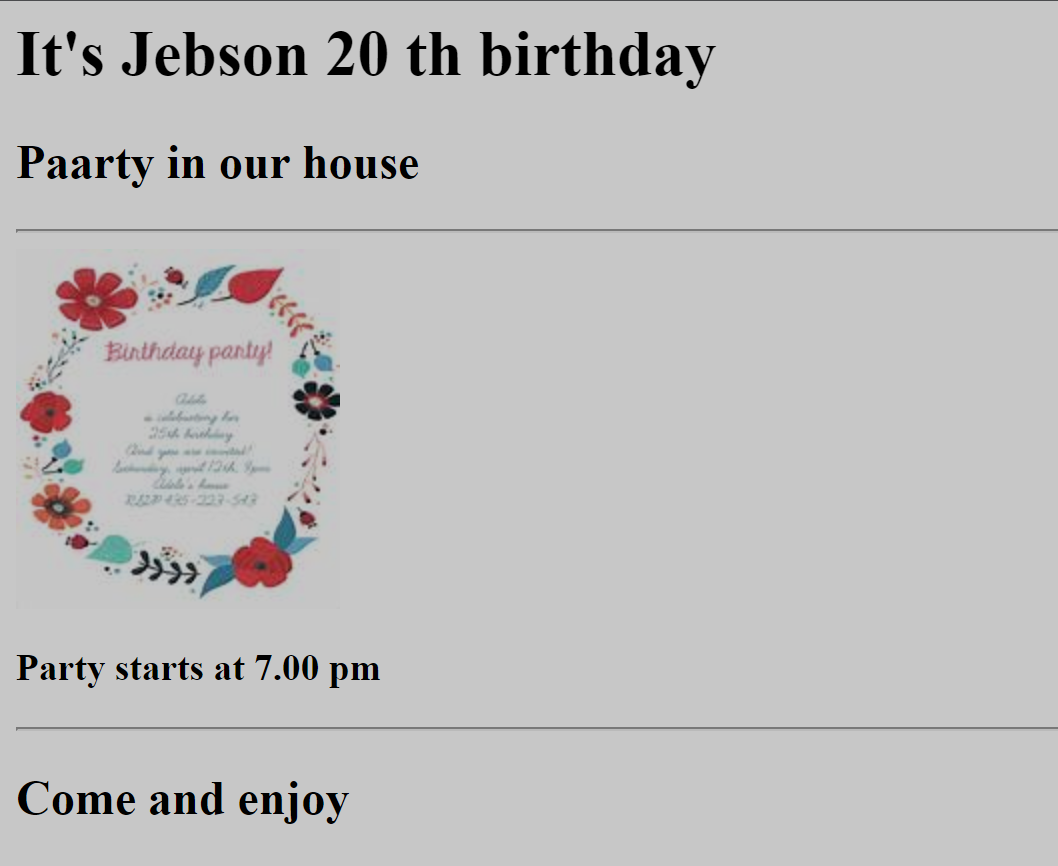 It's Jebson 20 th birthday
Paarty in our house
Birthday party!
Adele
is celebrating her
25th birthday
And you are invited!
Saturday, april 12th, 9pm
Adele's house
RSVP 435-223-543
Party starts at 7.00 pm
Come and enjoy